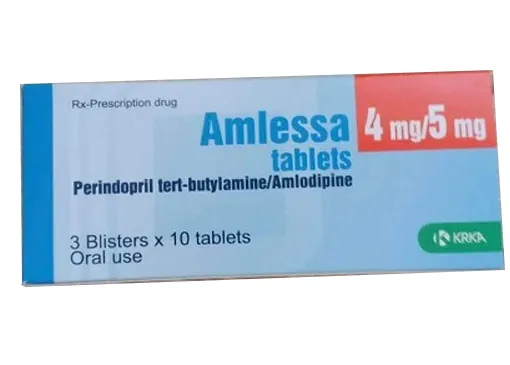 Rx-Prescription drug
Amlessa 4 mg/5 mg
tablets
Perindopril tert-butylamine/Amlodipine
3 Blisters x 10 tablets
Oral use
KRKA